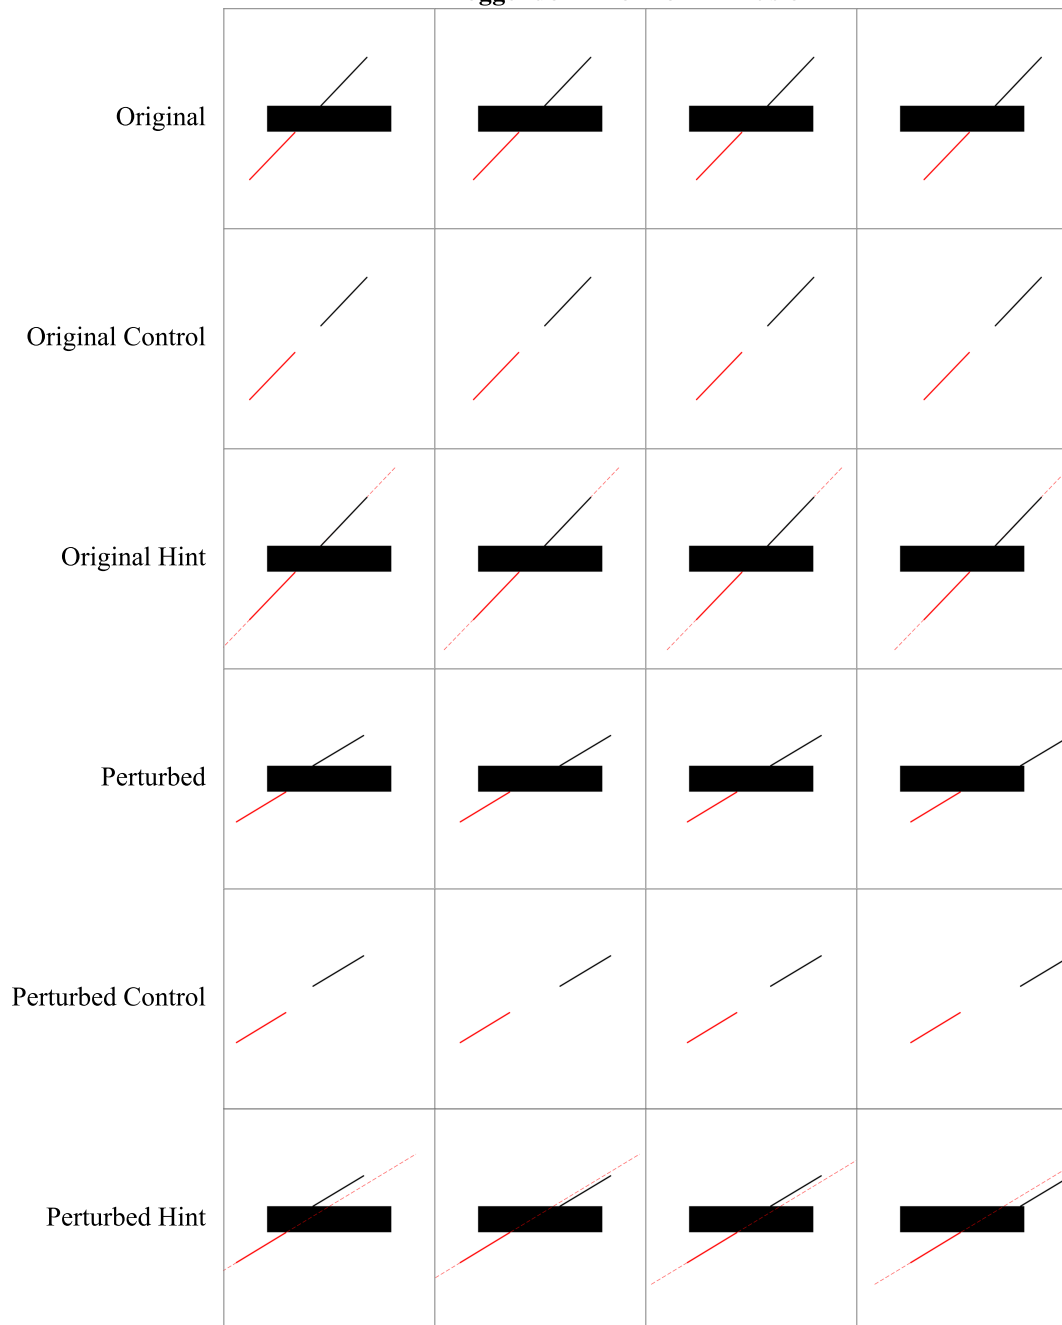 Original
Original Control
Original Hint
Perturbed
Perturbed Control
Perturbed Hint